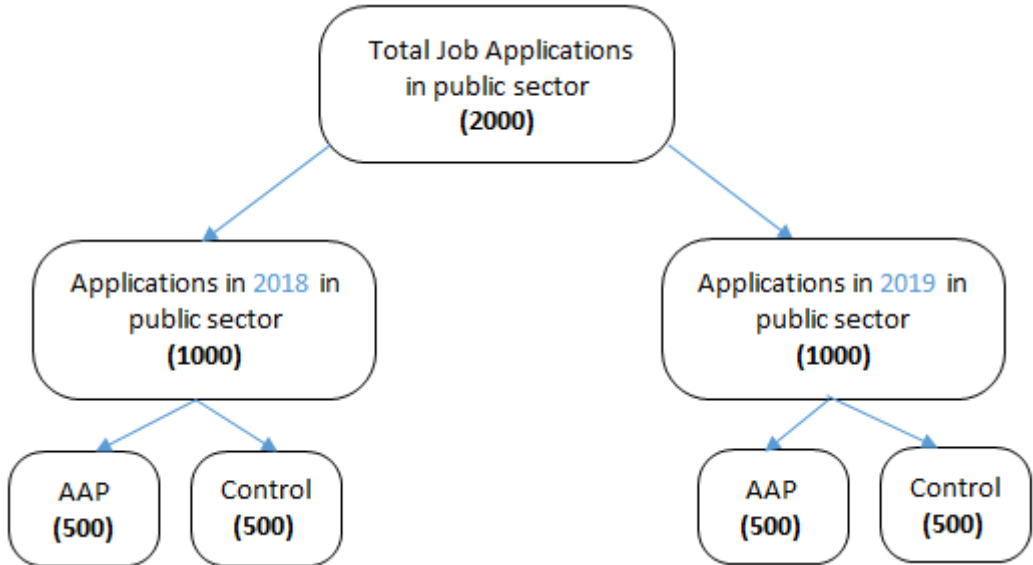 Total Job Applications
in public sector
(2000)
Applications in 2018 in
public sector
(1000)
Applications in 2019 in
public sector
(1000)
AAP
(500)
Control
(500)
AAP
(500)
Control
(500)